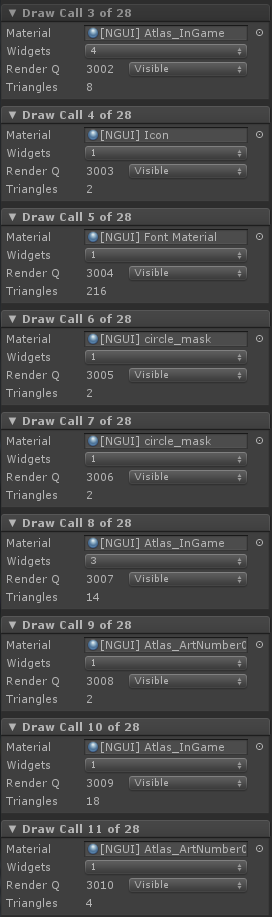 ▼ Draw Call 3 of 28
Material [NGUI] Atlas_InGame
Widgets 4
Render Q 3002 Visible
Triangles 8
▼ Draw Call 4 of 28
Material [NGUI] Icon
Widgets 1
Render Q 3003 Visible
Triangles 2
▼ Draw Call 5 of 28
Material [NGUI] Font Material
Widgets 1
Render Q 3004 Visible
Triangles 216
▼ Draw Call 6 of 28
Material [NGUI] circle_mask
Widgets 1
Render Q 3005 Visible
Triangles 2
▼ Draw Call 7 of 28
Material [NGUI] circle_mask
Widgets 1
Render Q 3006 Visible
Triangles 2
▼ Draw Call 8 of 28
Material [NGUI] Atlas_InGame
Widgets 3
Render Q 3007 Visible
Triangles 14
▼ Draw Call 9 of 28
Material [NGUI] Atlas_ArtNumber0
Widgets 1
Render Q 3008 Visible
Triangles 2
▼ Draw Call 10 of 28
Material [NGUI] Atlas_InGame
Widgets 1
Render Q 3009 Visible
Triangles 18
▼ Draw Call 11 of 28
Material [NGUI] Atlas_ArtNumber0
Widgets 1
Render Q 3010 Visible
Triangles 4